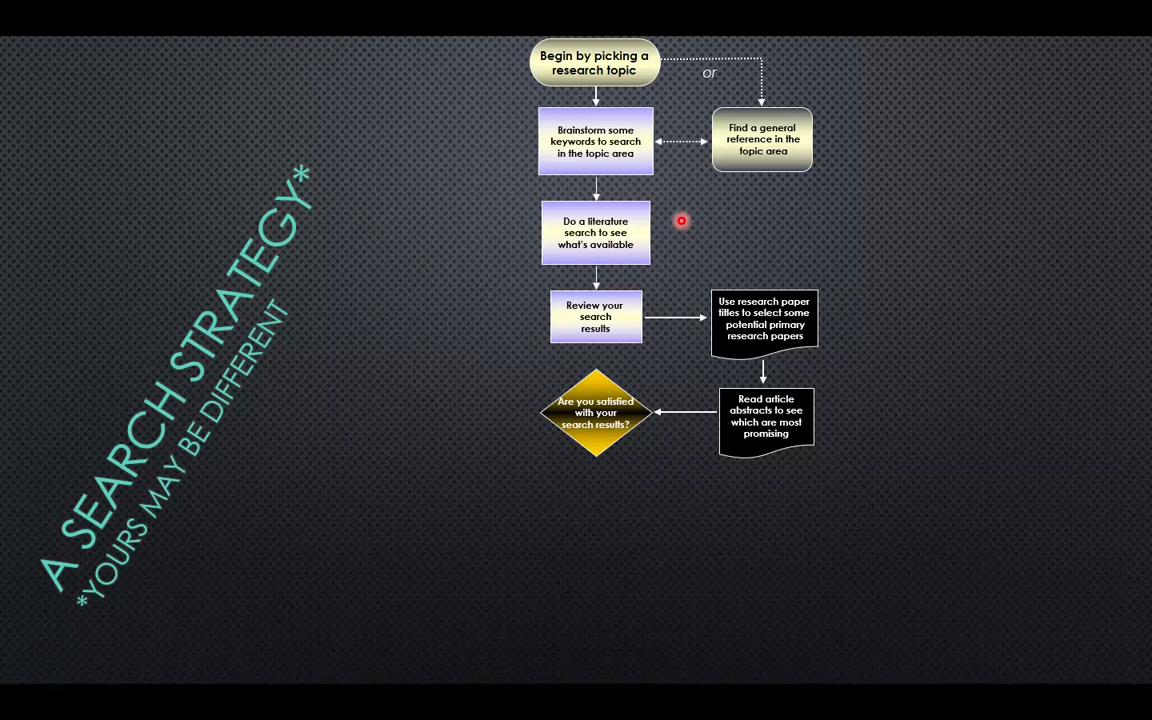 Begin by picking a
research topic
or
Brainstorm some
keywords to search
in the topic area
Find a general
reference in the
topic area
Do a literature
search to see
what's available
Review your
search
results
Use research paper
titles to select some
potential primary
research papers
Read article
abstracts to see
which are most
promising
Are you satisfied
with your
search results?
A SEARCH STRATEGY*
*YOURS MAY BE DIFFERENT